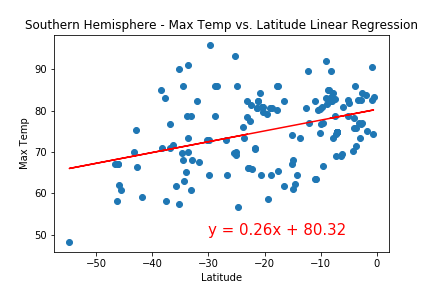 Southern Hemisphere - Max Temp vs. Latitude Linear Regression
90
80
70
60
50
Max Temp
y = 0.26x + 80.32
−50
−40
−30
−20
−10
0
Latitude